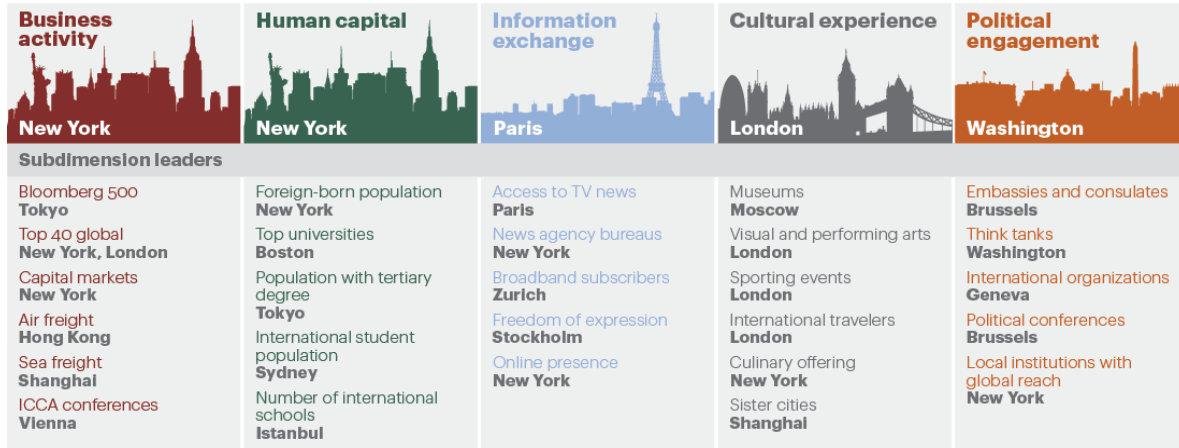 Business
activity
New York
Human capital
New York
Information
exchange
Paris
Cultural experience
London
Political
engagement
Washington
Subdimension leaders
Bloomberg 500
Tokyo
Top 40 global
New York, London
Capital markets
New York
Air freight
Hong Kong
Sea freight
Shanghai
ICCA conferences
Vienna
Foreign-born population
New York
Top universities
Boston
Population with tertiary
degree
Tokyo
International student
population
Sydney
Number of international
schools
Istanbul
Access to TV news
Paris
News agency bureaus
New York
Broadband subscribers
Zurich
Freedom of expression
Stockholm
Online presence
New York
Museums
Moscow
Visual and performing arts
London
Sporting events
London
International travelers
London
Culinary offering
New York
Sister cities
Shanghai
Embassies and consulates
Brussels
Think tanks
Washington
International organizations
Geneva
Political conferences
Brussels
Local institutions with
global reach
New York